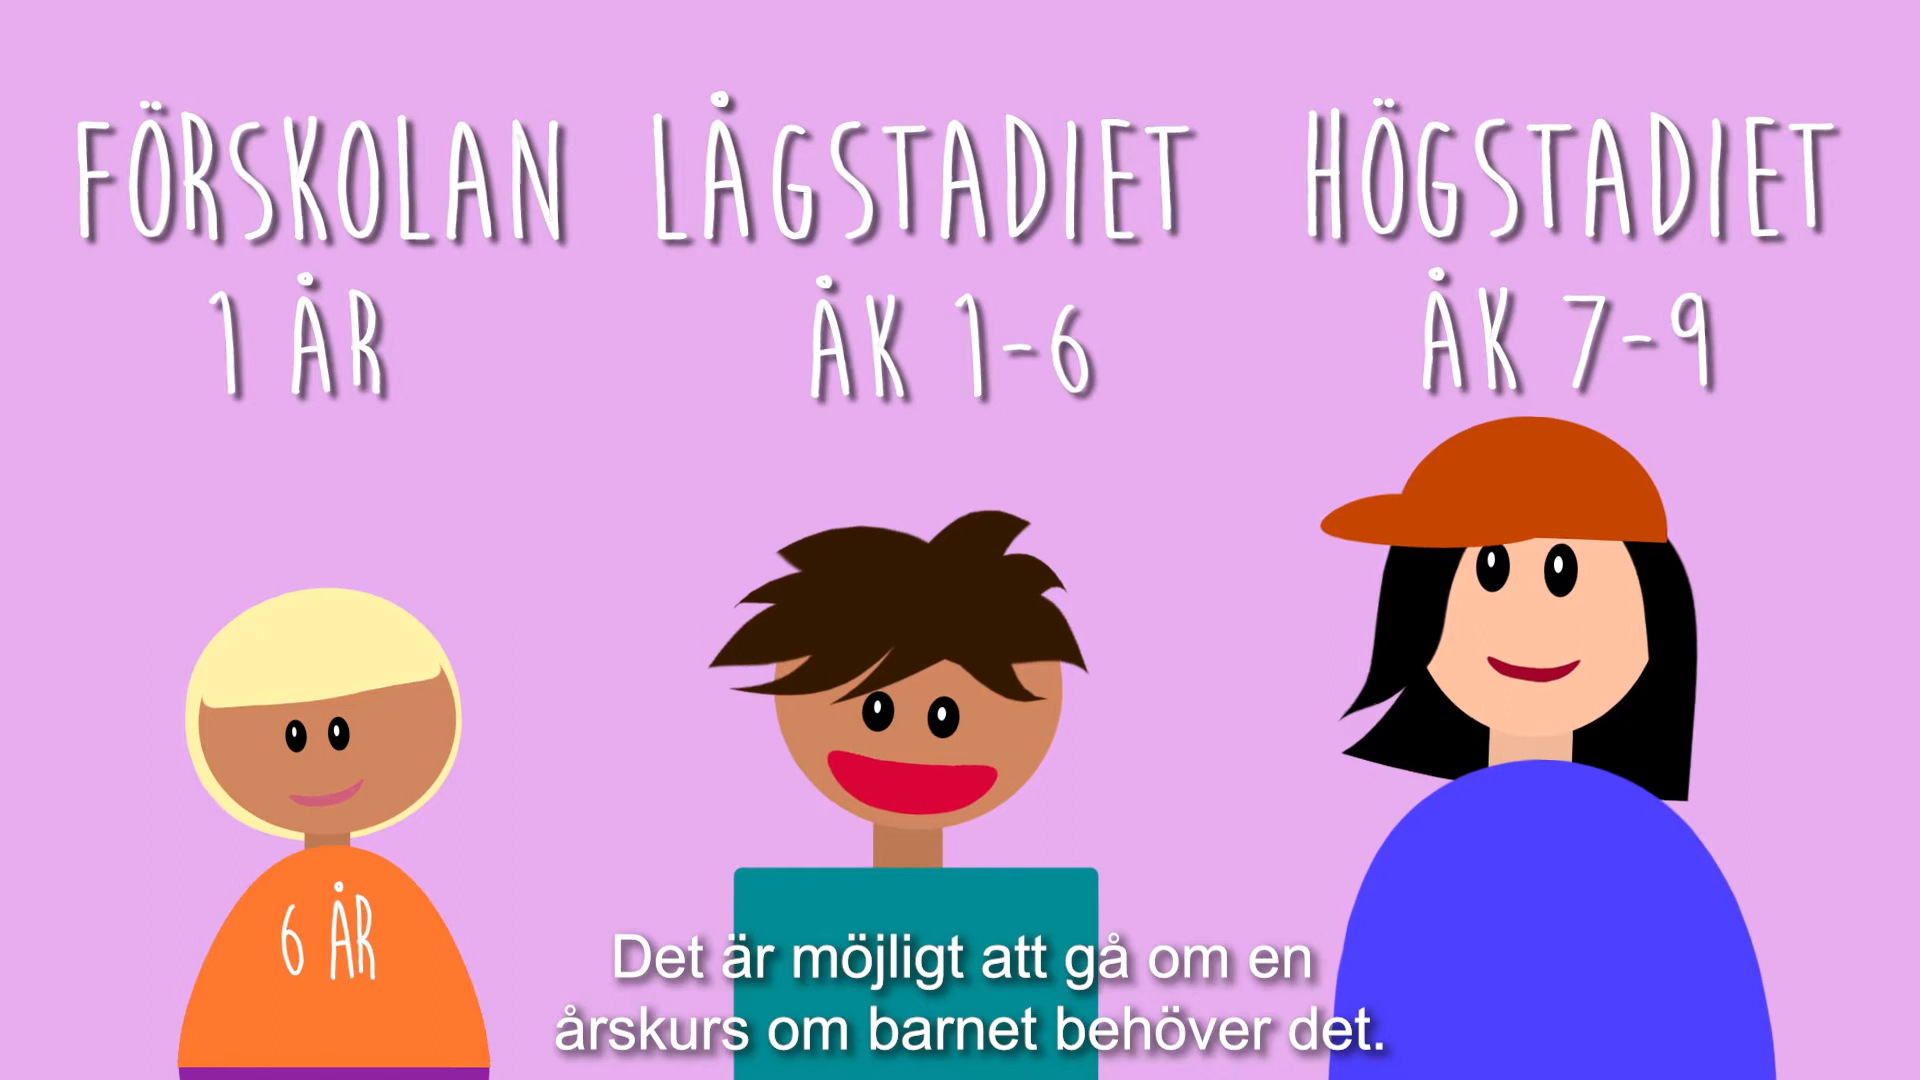 FÖRSKOLAN
1 ÅR
LÅGSTADIET
ÅK 1-6
HÖGSTADIET
ÅK 7-9
6 ÅR
Det är möjligt att gå om en
årskurs om barnet behöver det.